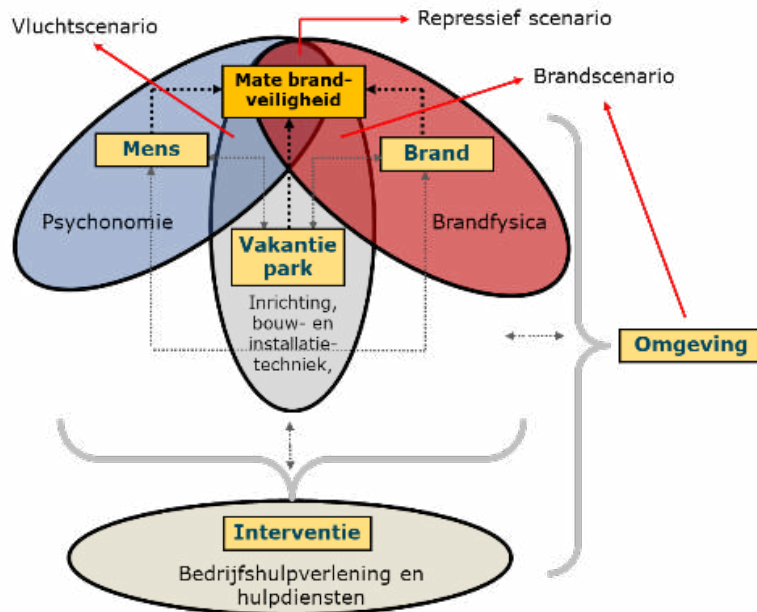 Repressief scenario
Vluchtscenario
Brandscenario
Mate brand-
veiligheid
Mens
Brand
Psychonomie
Brandfysica
Vakantie
park
Inrichting,
bouw- en
installatie-
techniek,
Omgeving
Interventie
Bedrijfshulpverlening en
hulpdiensten